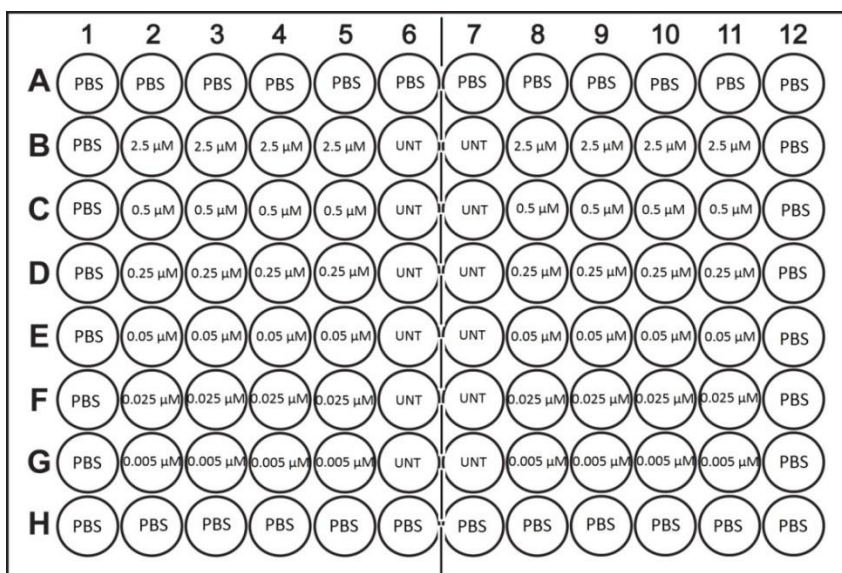 1 2 3 4 5 6 7 8 9 10 11 12
A PBS PBS PBS PBS PBS PBS PBS PBS PBS PBS PBS PBS
B PBS 2.5 µM 2.5 µM 2.5 µM 2.5 µM UNT UNT 2.5 µM 2.5 µM 2.5 µM 2.5 µM PBS
C PBS 0.5 µM 0.5 µM 0.5 µM 0.5 µM UNT UNT 0.5 µM 0.5 µM 0.5 µM 0.5 µM PBS
D PBS 0.25 µM 0.25 µM 0.25 µM 0.25 µM UNT UNT 0.25 µM 0.25 µM 0.25 µM 0.25 µM PBS
E PBS 0.05 µM 0.05 µM 0.05 µM 0.05 µM UNT UNT 0.05 µM 0.05 µM 0.05 µM 0.05 µM PBS
F PBS 0.025 µM 0.025 µM 0.025 µM 0.025 µM UNT UNT 0.025 µM 0.025 µM 0.025 µM 0.025 µM PBS
G PBS 0.005 µM 0.005 µM 0.005 µM 0.005 µM UNT UNT 0.005 µM 0.005 µM 0.005 µM 0.005 µM PBS
H PBS PBS PBS PBS PBS PBS PBS PBS PBS PBS PBS PBS